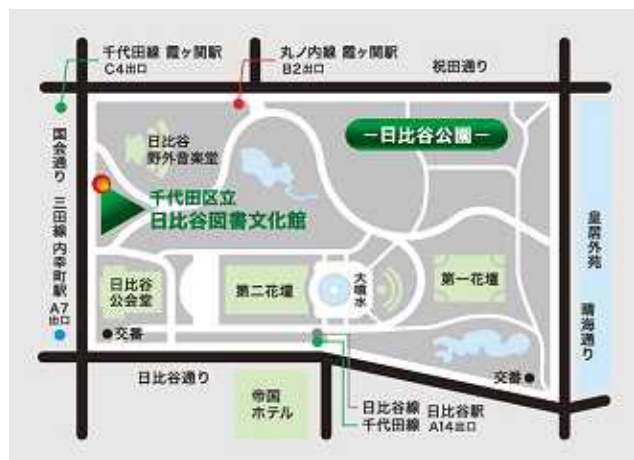 千代田線 霞ヶ関駅
C4出口
丸ノ内線 霞ヶ関駅
B2出口
祝田通り
国会通り
三田線 内幸町駅
A7
出口
日比谷
野外音楽堂
－日比谷公園－
千代田区立
日比谷図書文化館
皇居外苑
晴海通り
日比谷
公会堂
第二花壇
大噴水
第一花壇
●交番
交番●
日比谷通り
帝国
ホテル
日比谷線
千代田線
日比谷駅
A14出口